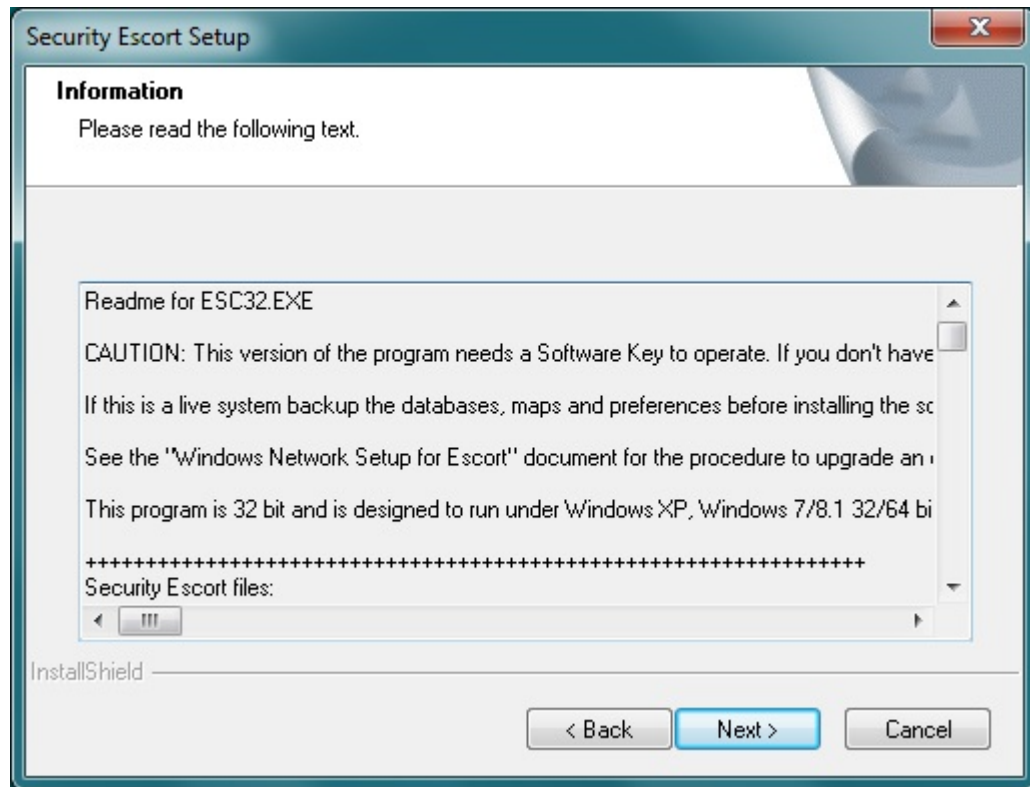 Security Escort Setup
Information
Please read the following text.
Readme for ESC32.EXE
CAUTION: This version of the program needs a Software Key to operate. If you don't have
If this is a live system backup the databases, maps and preferences before installing the
See the "Windows Network Setup for Escort" document for the procedure to upgrade an
This program is 32 bit and is designed to run under Windows XP, Windows 7/8.1 32/64 bi
++++++++++++++++++++++++++++++++++++++++++++++++++++++++++++++++
Security Escort files:
InstallShield
< Back
Next >
Cancel